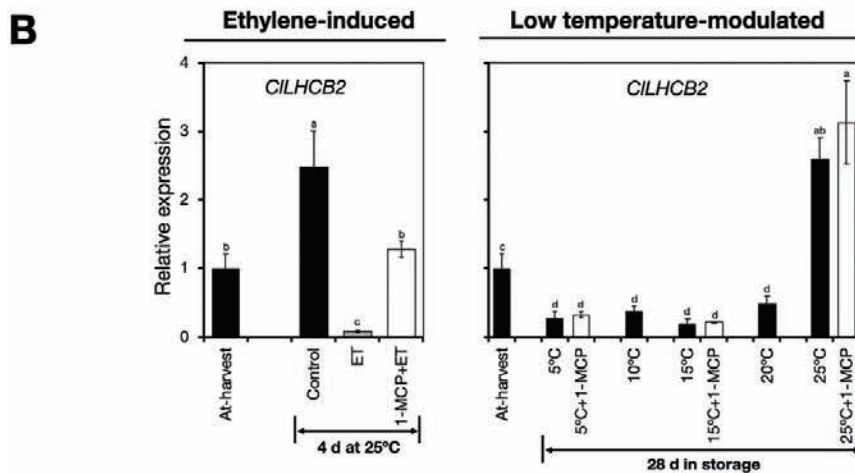 B
Ethylene-induced
Low temperature-modulated
Relative expression
4
3
2
1
0
ClLHCB2
b
a
c
b
At-harvest
Control
ET
1-MCP+ET
4 d at 25ºC
ClLHCB2
c
d
d
d
d
d
d
ab
a
At-harvest
5ºC
5ºC+1-MCP
10ºC
15ºC
15ºC+1-MCP
20ºC
25ºC
25ºC+1-MCP
28 d in storage